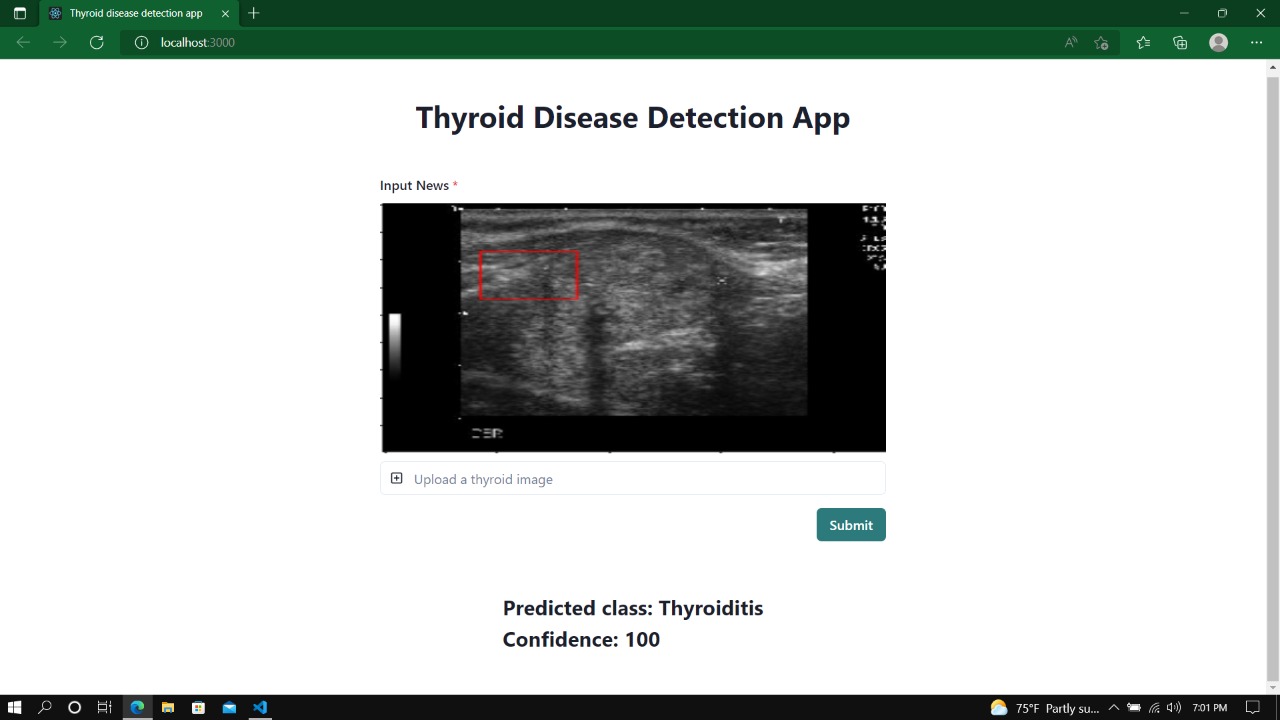 Thyroid disease detection app
localhost:3000
Thyroid Disease Detection App
Input News *
Upload a thyroid image
Submit
Predicted class: Thyroiditis
Confidence: 100
75°F Partly su...
7:01 PM